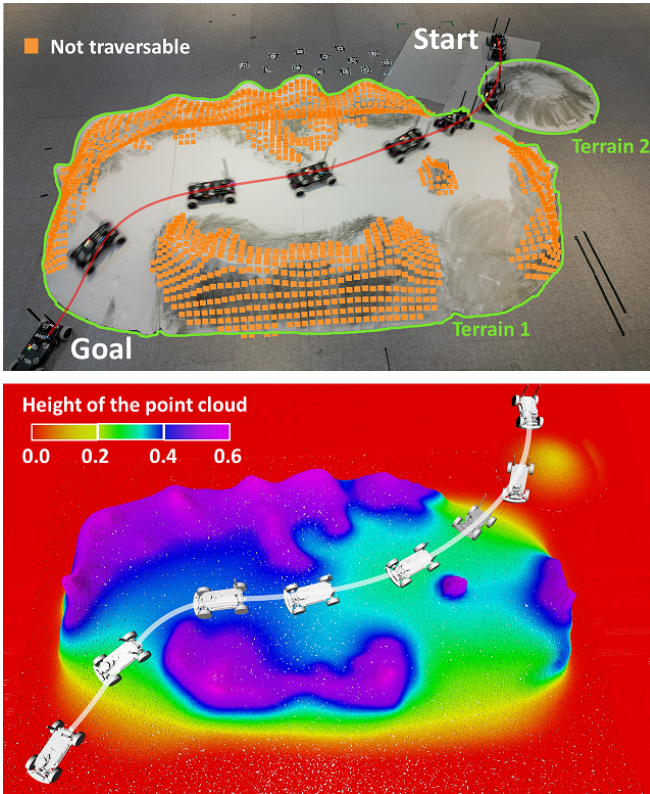 Not traversable
Start
Terrain 2
Terrain 1
Goal
Height of the point cloud
0.0 0.2 0.4 0.6